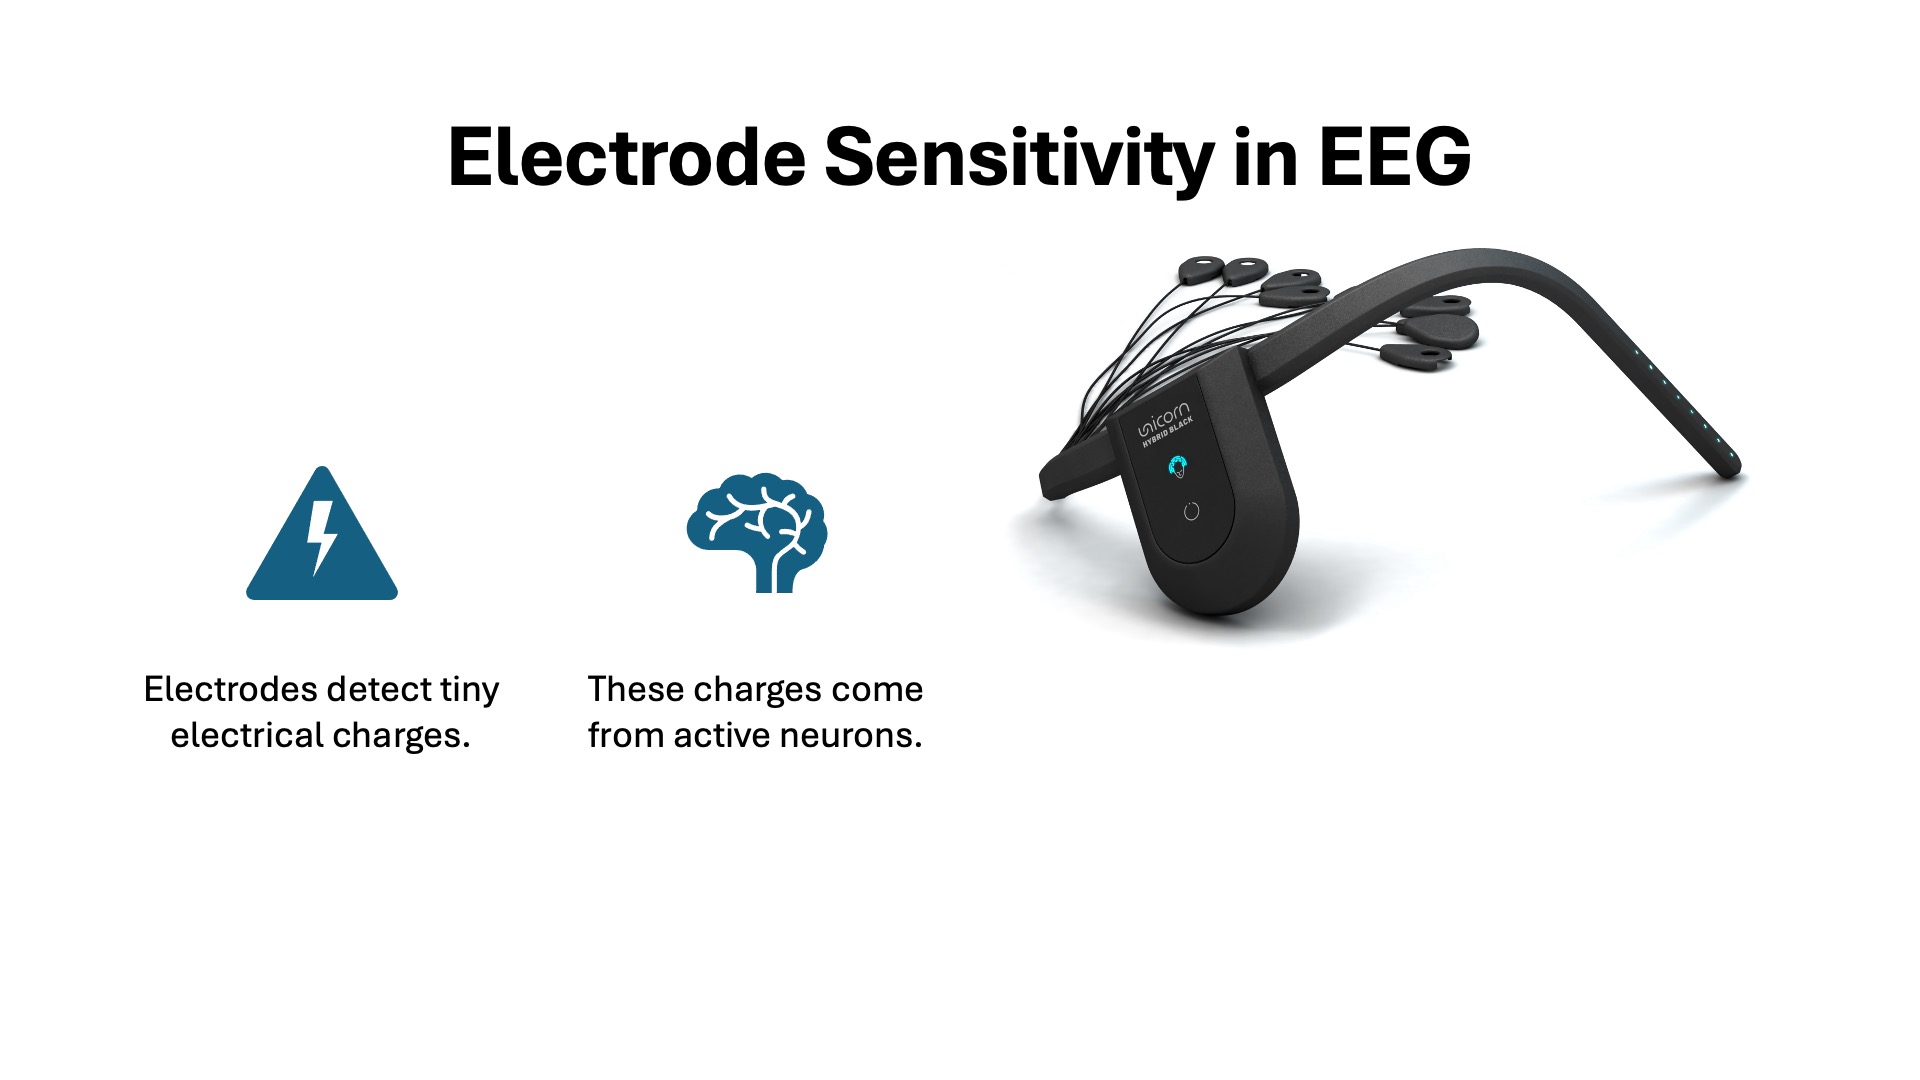 Electrode Sensitivity in EEG
unicorn
HYBRID BLACK
Electrodes detect tiny
electrical charges.
These charges come
from active neurons.